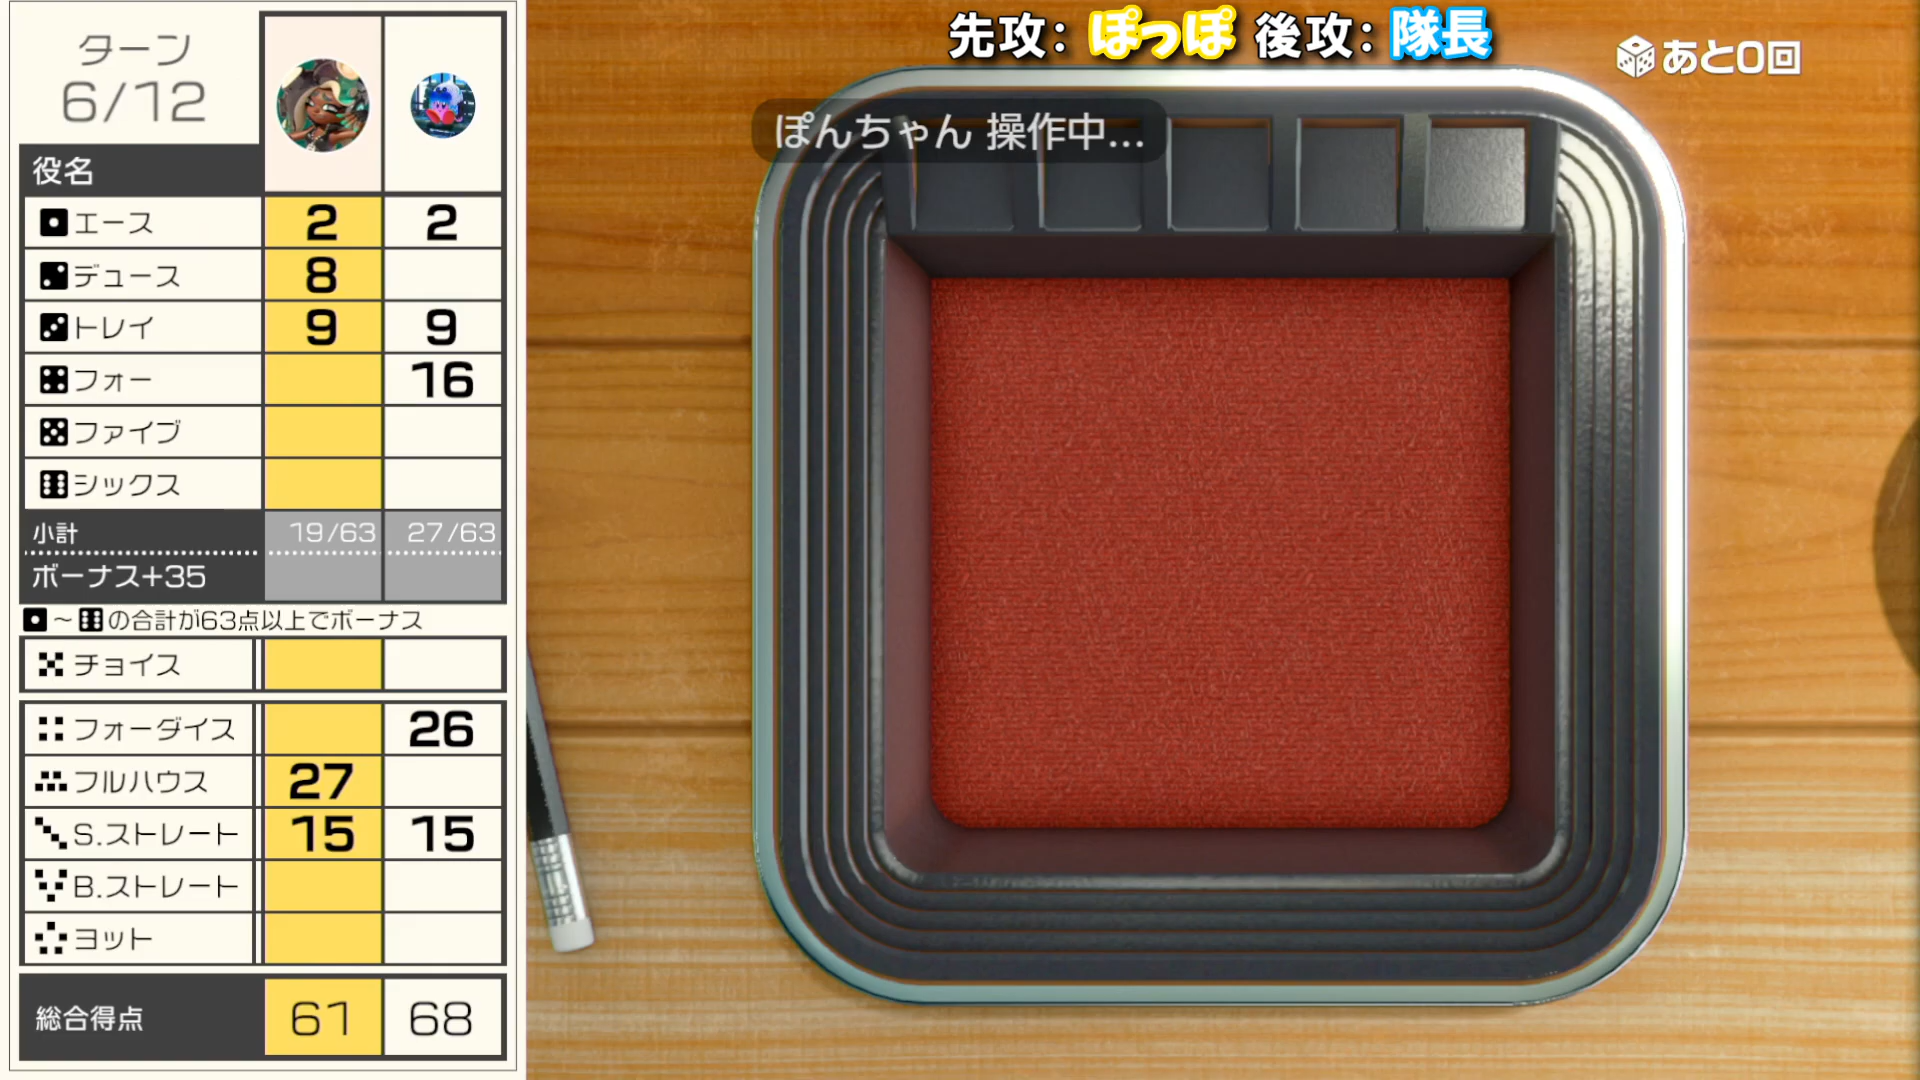 先攻：ぽっぽ 後攻：隊長
あと0回
ぽんちゃん 操作中...
ターン
6/12
役名
エース 2 2
デュース 8
トレイ 9 9
フォー 16
ファイブ
シックス
小計 19/63 27/63
ボーナス+35
～の合計が63点以上でボーナス
チョイス
フォーダイス 26
フルハウス 27
S.ストレート 15 15
B.ストレート
ヨット
総合得点 61 68